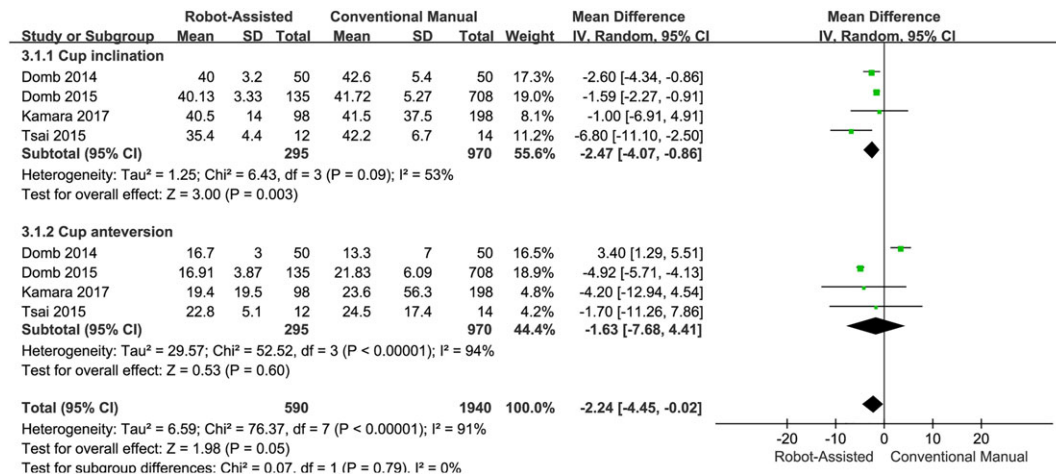 Robot-Assisted Conventional Manual Mean Difference Mean Difference
Study or Subgroup Mean SD Total Mean SD Total Weight IV, Random, 95% CI IV, Random, 95% CI
3.1.1 Cup inclination
Domb 2014 40 3.2 50 42.6 5.4 50 17.3% -2.60 [-4.34, -0.86]
Domb 2015 40.13 3.33 135 41.72 5.27 708 19.0% -1.59 [-2.27, -0.91]
Kamara 2017 40.5 14 98 41.5 37.5 198 8.1% -1.00 [-6.91, 4.91]
Tsai 2015 35.4 4.4 12 42.2 6.7 14 11.2% -6.80 [-11.10, -2.50]
Subtotal (95% CI) 295 970 55.6% -2.47 [-4.07, -0.86]
Heterogeneity: Tau² = 1.25; Chi² = 6.43, df = 3 (P = 0.09); I² = 53%
Test for overall effect: Z = 3.00 (P = 0.003)
3.1.2 Cup anteversion
Domb 2014 16.7 3 50 13.3 7 50 16.5% 3.40 [1.29, 5.51]
Domb 2015 16.91 3.87 135 21.83 6.09 708 18.9% -4.92 [-5.71, -4.13]
Kamara 2017 19.4 19.5 98 23.6 56.3 198 4.8% -4.20 [-12.94, 4.54]
Tsai 2015 22.8 5.1 12 24.5 17.4 14 4.2% -1.70 [-11.26, 7.86]
Subtotal (95% CI) 295 970 44.4% -1.63 [-7.68, 4.41]
Heterogeneity: Tau² = 29.57; Chi² = 52.52, df = 3 (P < 0.00001); I² = 94%
Test for overall effect: Z = 0.53 (P = 0.60)
Total (95% CI) 590 1940 100.0% -2.24 [-4.45, -0.02]
Heterogeneity: Tau² = 6.59; Chi² = 76.37, df = 7 (P < 0.00001); I² = 91%
Test for overall effect: Z = 1.98 (P = 0.05)
Test for subgroup differences: Chi² = 0.07, df = 1 (P = 0.79), I² = 0%
-20 -10 0 10 20
Robot-Assisted Conventional Manual